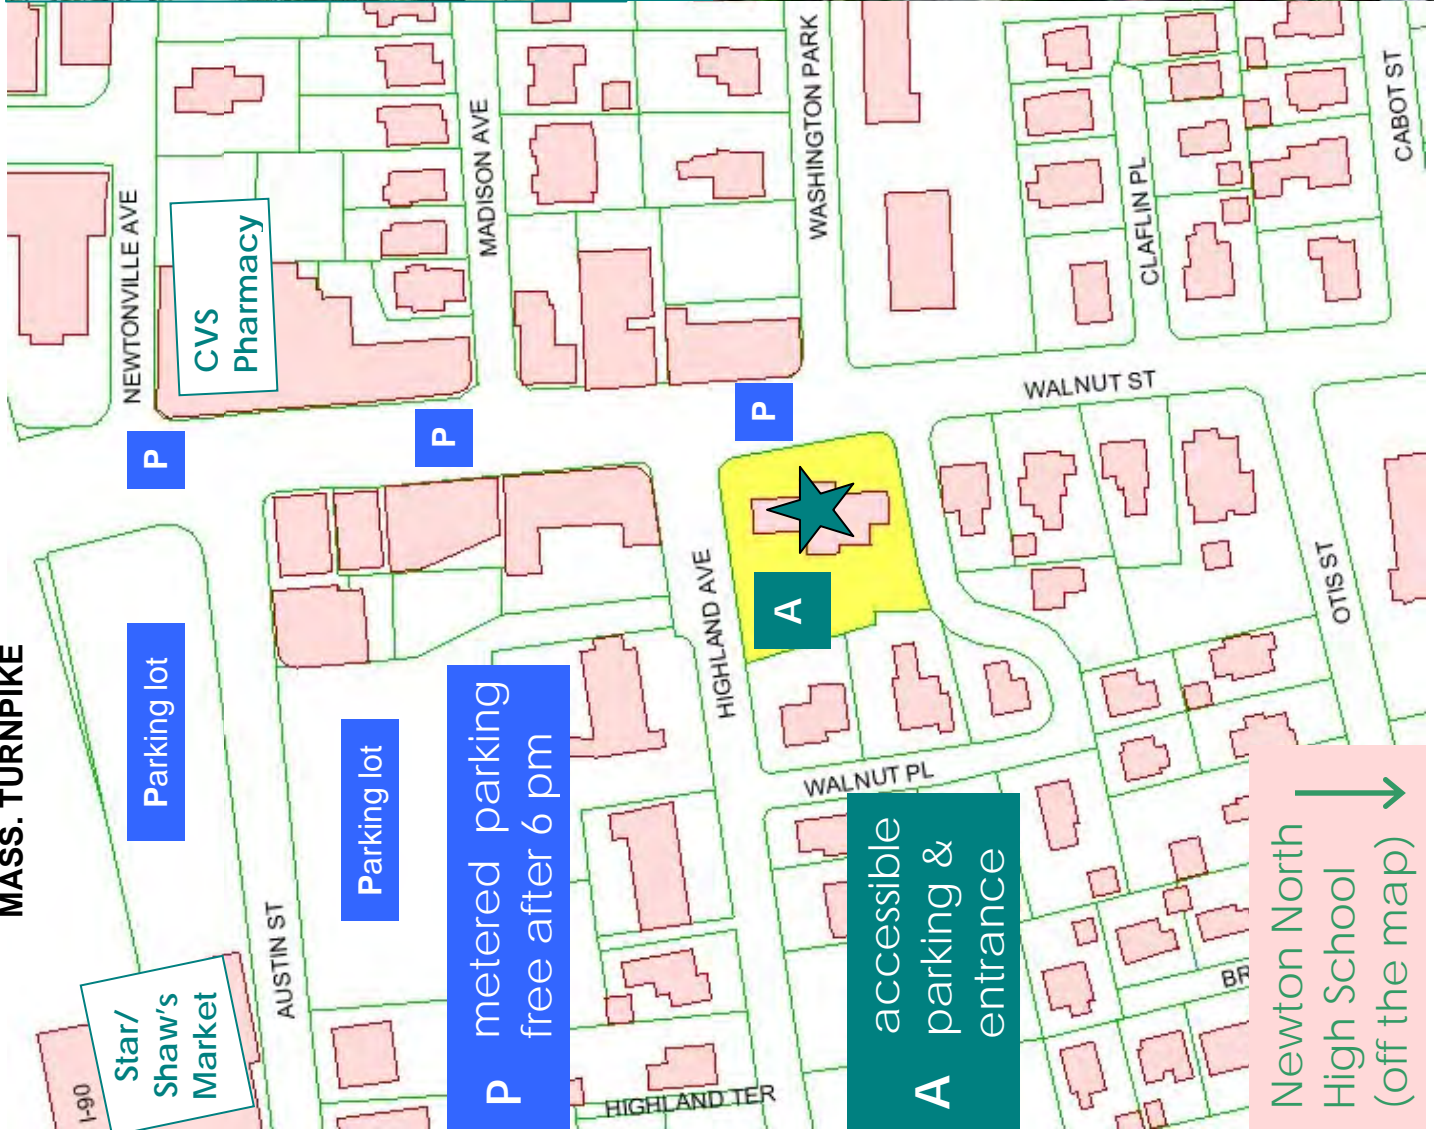 MASS. TURNPIKE
NEWTONVILLE AVE
CVS
Pharmacy
MADISON AVE
WASHINGTON PARK
CLAFLIN PL
CABOT ST
P
P
P
WALNUT ST
Parking lot
Parking lot
HIGHLAND AVE
A
OTIS ST
WALNUT PL
AUSTIN ST
Star/
Shaw's
Market
I-90
P metered parking
free after 6 pm
HIGHLAND TER
A accessible
parking &
entrance
BR
Newton North
High School
(off the map)